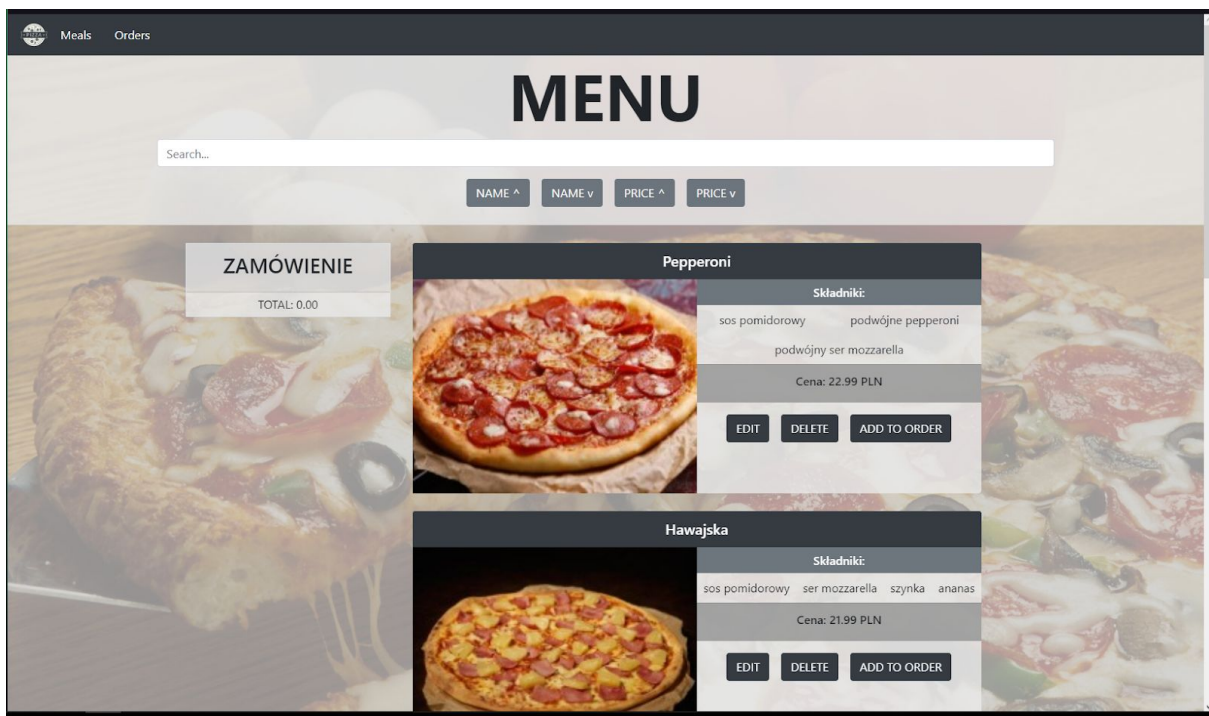 PIZZA
Meals Orders
MENU
Search...
NAME ^ NAME v PRICE ^ PRICE v
ZAMÓWIENIE
TOTAL: 0.00
Pepperoni
Składniki:
sos pomidorowy podwójne pepperoni
podwójny ser mozzarella
Cena: 22.99 PLN
EDIT DELETE ADD TO ORDER
Hawajska
Składniki:
sos pomidorowy ser mozzarella szynka ananas
Cena: 21.99 PLN
EDIT DELETE ADD TO ORDER